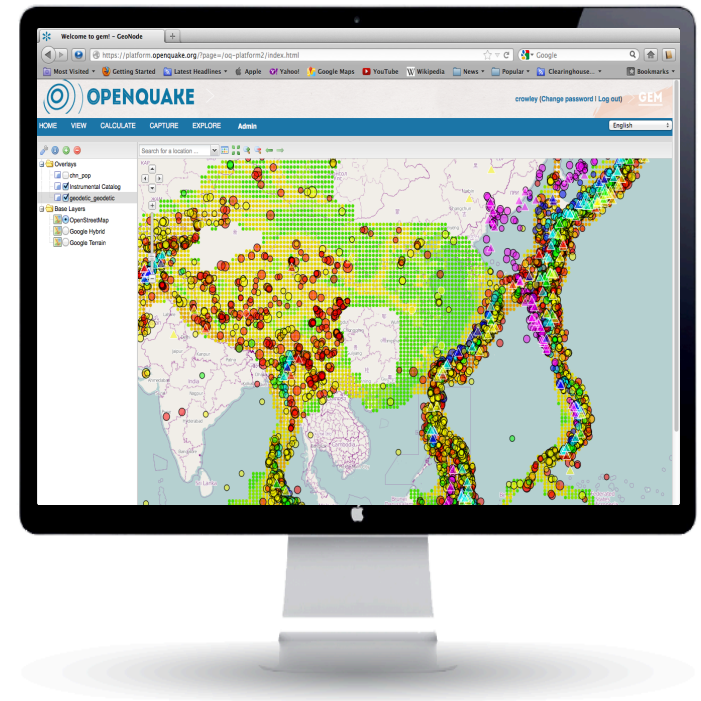 Welcome to gem! – GeoNode
https://platform.openquake.org/?page=/oq-platform2/index.html
Google
Most Visited
Getting Started
Latest Headlines
Apple
Yahoo!
Google Maps
YouTube
Wikipedia
News
Popular
Clearinghouse...
Bookmarks
OPENQUAKE
crowley (Change password | Log out)
GEM
HOME VIEW CALCULATE CAPTURE EXPLORE Admin
English
Search for a location ...
Overlays
chn_pop
Instrumental Catalog
geodetic_geodetic
Base Layers
OpenStreetMap
Google Hybrid
Google Terrain
India
Cambodia